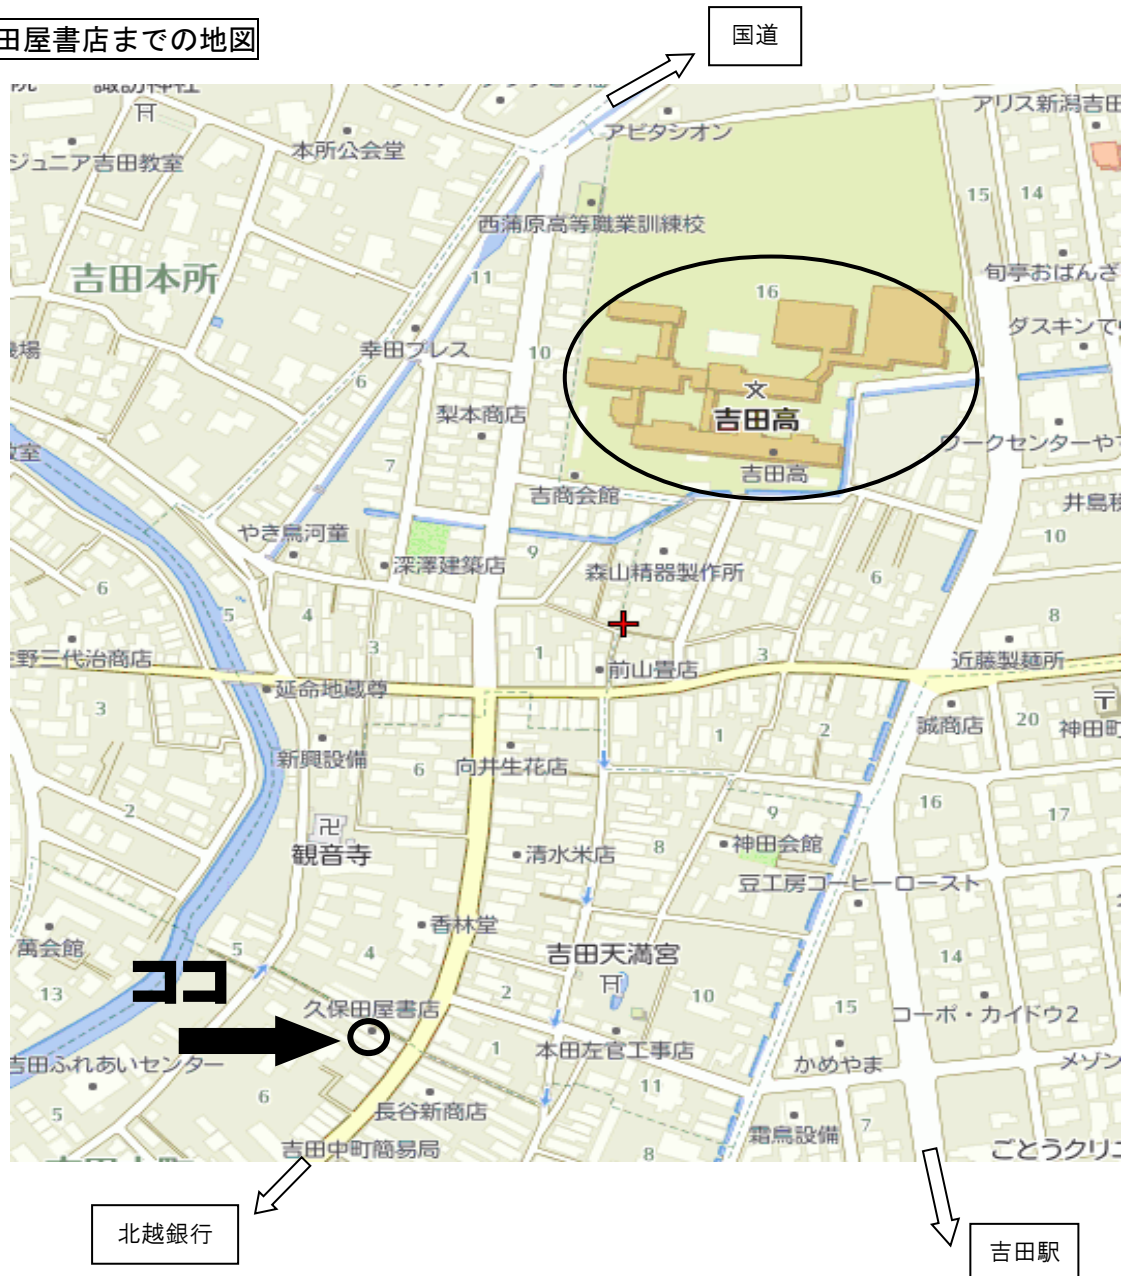 田屋書店までの地図
国道
諏訪神社
アリス新潟吉田
アビタシオン
本所公会堂
ジュニア吉田教室
15
14
西蒲原高等職業訓練校
旬亭おばんざ
吉田本所
11
16
ダスキンて
幸田プレス
10
6
吉田高
梨本商店
ワークセンターや
7
吉田高
吉商会館
井島
やき鳥河童
10
深澤建築店
9
森山精器製作所
6
6
5
4
8
3
野三代治商店
1
前山畳店
3
近藤製麺所
延命地蔵尊
3
誠商店
20
神田町
1
2
新興設備
6
向井生花店
2
16
17
9
観音寺
清水米店
8
神田会館
豆工房コーヒーロースト
香林堂
萬会館
5
4
吉田天満宮
14
ココ
13
2
10
15
久保田屋書店
コーポ・カイドウ2
1
本田左官工事店
吉田ふれあいセンター
かめやま
メゾン
6
11
5
長谷新商店
霜鳥設備
7
吉田中町簡易局
8
ごとうクリニ
北越銀行
吉田駅